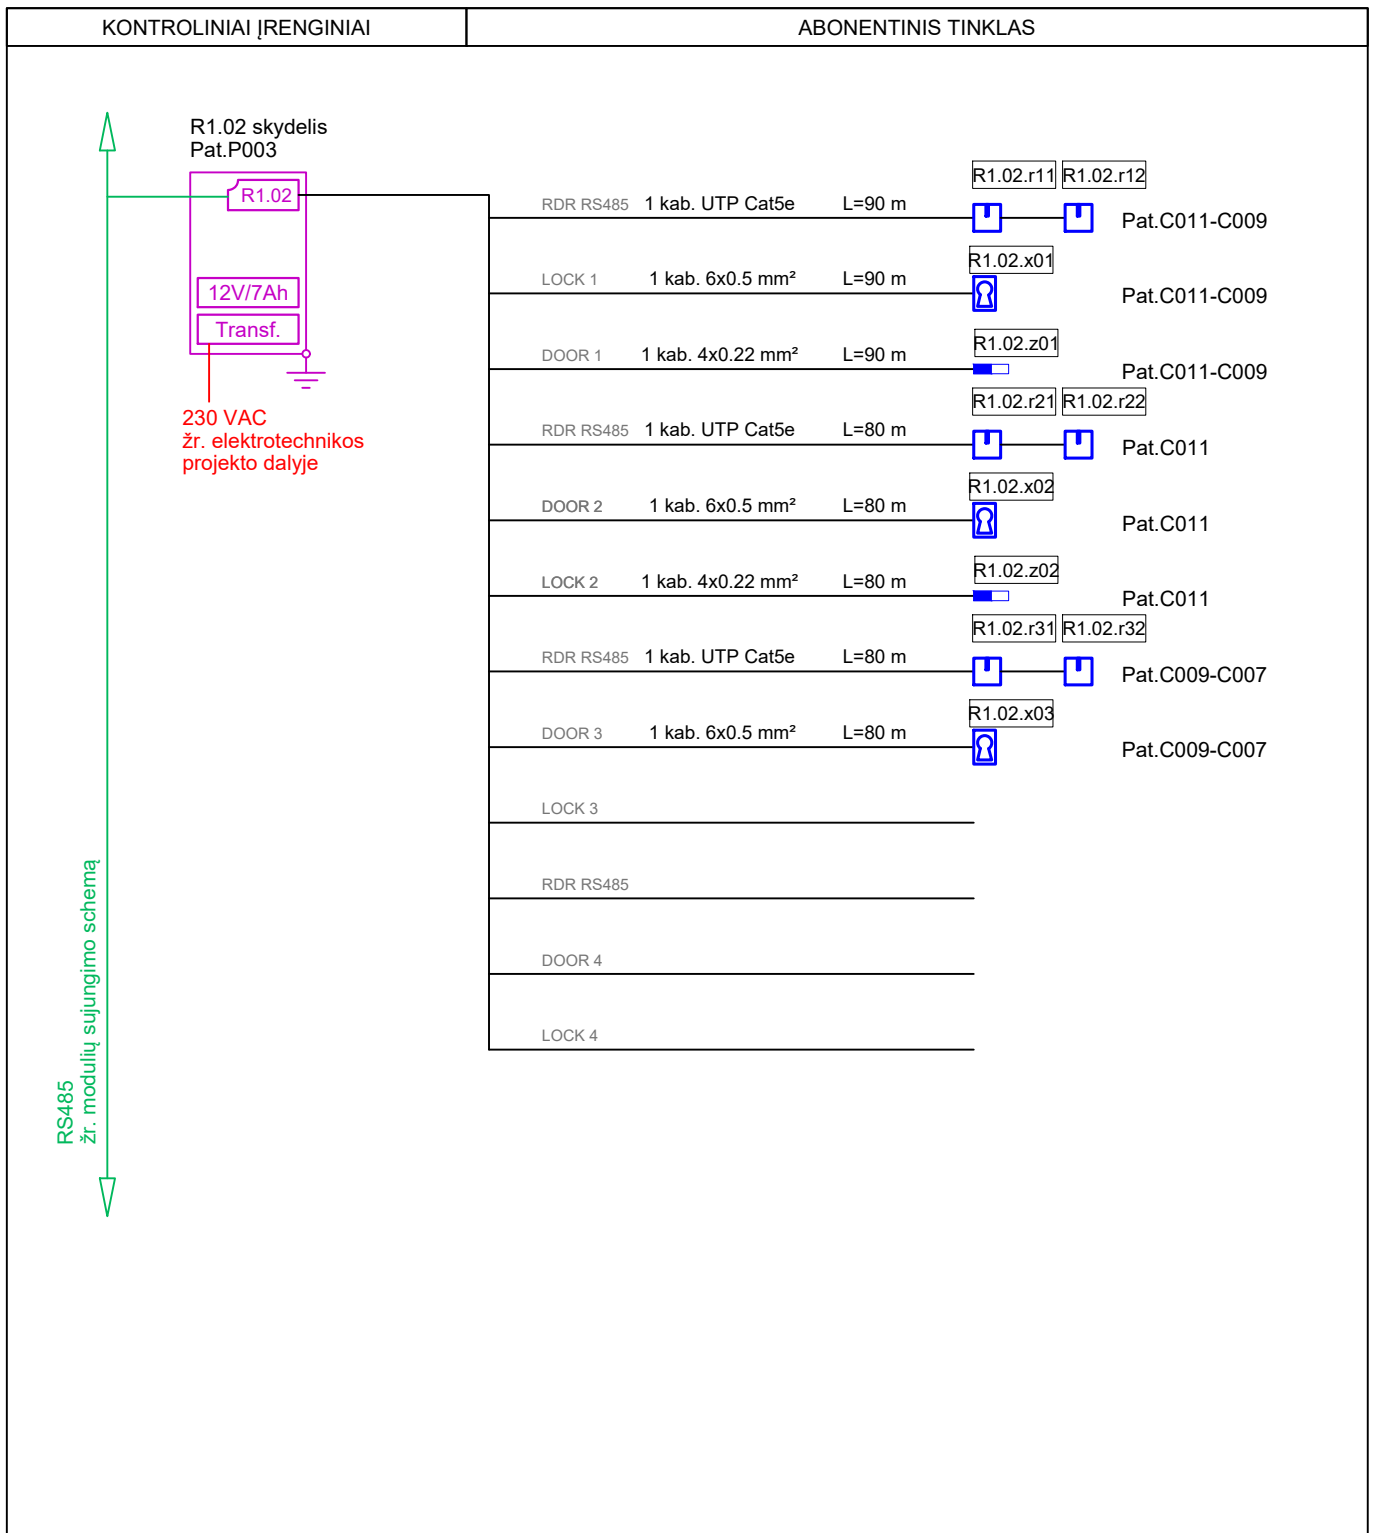 KONTROLINIAI ĮRENGINIAI
ABONENTINIS TINKLAS
R1.02 skydelis
Pat.P003
R1.02
12V/7Ah
Transf.
230 VAC
žr. elektrotechnikos
projekto dalyje
RS485
žr. modulių sujungimo schemą
R1.02.r11 R1.02.r12
RDR RS485 1 kab. UTP Cat5e L=90 m Pat.C011-C009
R1.02.x01
LOCK 1 1 kab. 6x0.5 mm² L=90 m Pat.C011-C009
R1.02.z01
DOOR 1 1 kab. 4x0.22 mm² L=90 m Pat.C011-C009
R1.02.r21 R1.02.r22
RDR RS485 1 kab. UTP Cat5e L=80 m Pat.C011
R1.02.x02
DOOR 2 1 kab. 6x0.5 mm² L=80 m Pat.C011
R1.02.z02
LOCK 2 1 kab. 4x0.22 mm² L=80 m Pat.C011
R1.02.r31 R1.02.r32
RDR RS485 1 kab. UTP Cat5e L=80 m Pat.C009-C007
R1.02.x03
DOOR 3 1 kab. 6x0.5 mm² L=80 m Pat.C009-C007
LOCK 3
RDR RS485
DOOR 4
LOCK 4